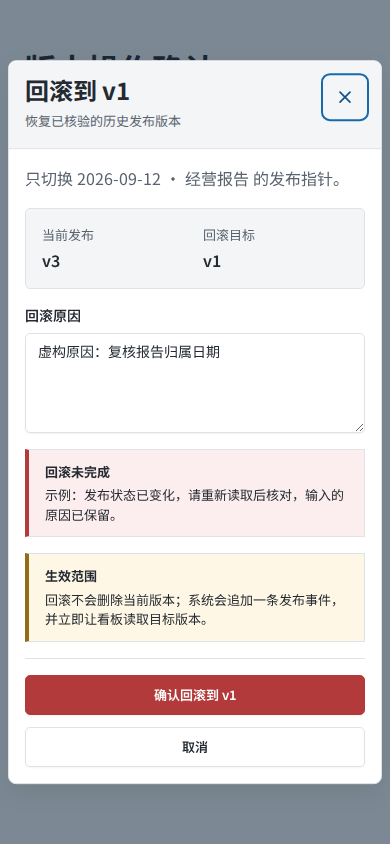 回滚到 v1
恢复已核验的历史发布版本
只切换 2026-09-12 · 经营报告 的发布指针。
当前发布
v3
回滚目标
v1
回滚原因
虚构原因：复核报告归属日期
回滚未完成
示例：发布状态已变化，请重新读取后核对，输入的
原因已保留。
生效范围
回滚不会删除当前版本；系统会追加一条发布事件，
并立即让看板读取目标版本。
确认回滚到 v1
取消